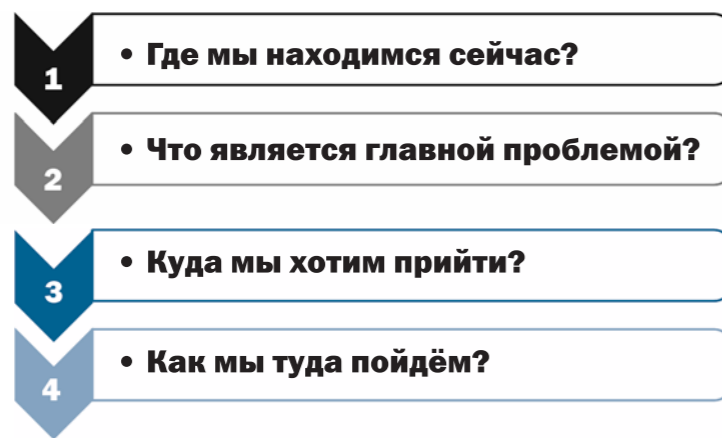 1
• Где мы находимся сейчас?
2
• Что является главной проблемой?
3
• Куда мы хотим прийти?
4
• Как мы туда пойдём?